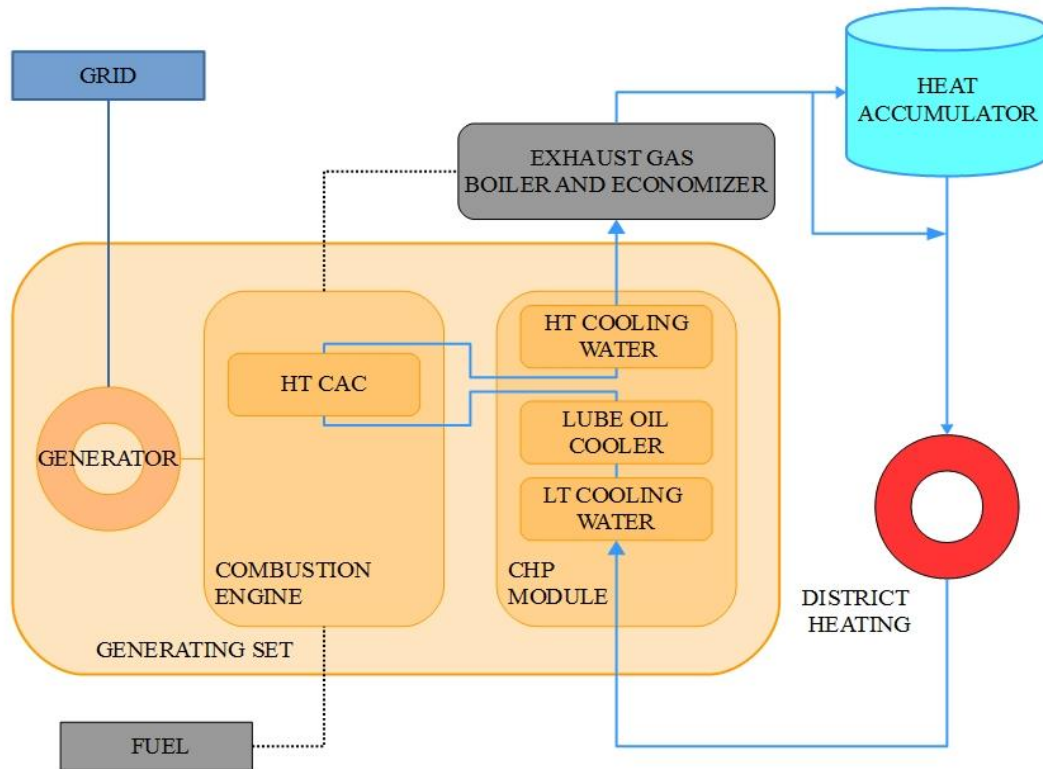 GRID
HEAT
ACCUMULATOR
EXHAUST GAS
BOILER AND ECONOMIZER
HT COOLING
WATER
HT CAC
LUBE OIL
COOLER
GENERATOR
LT COOLING
WATER
COMBUSTION
ENGINE
CHP
MODULE
DISTRICT
HEATING
GENERATING SET
FUEL